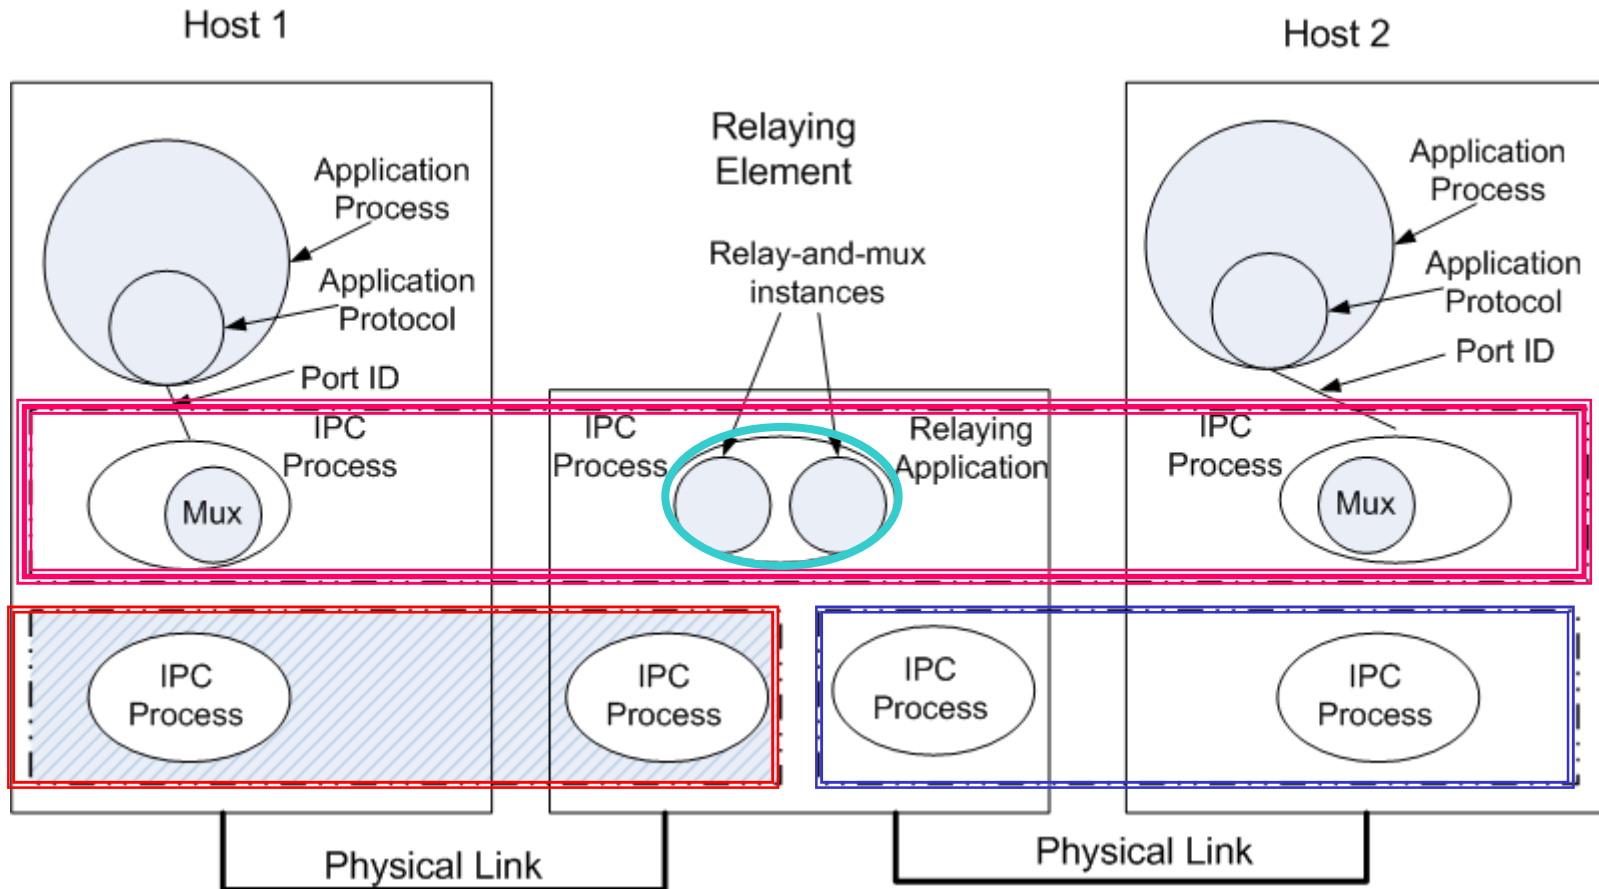 Host 1
Host 2
Relaying
Element
Application
Process
Application
Protocol
Port ID
Relay-and-mux
instances
Application
Process
Application
Protocol
Port ID
IPC
Process
Mux
IPC
Process
Relaying
Application
IPC
Process
Mux
IPC
Process
IPC
Process
IPC
Process
IPC
Process
Physical Link
Physical Link